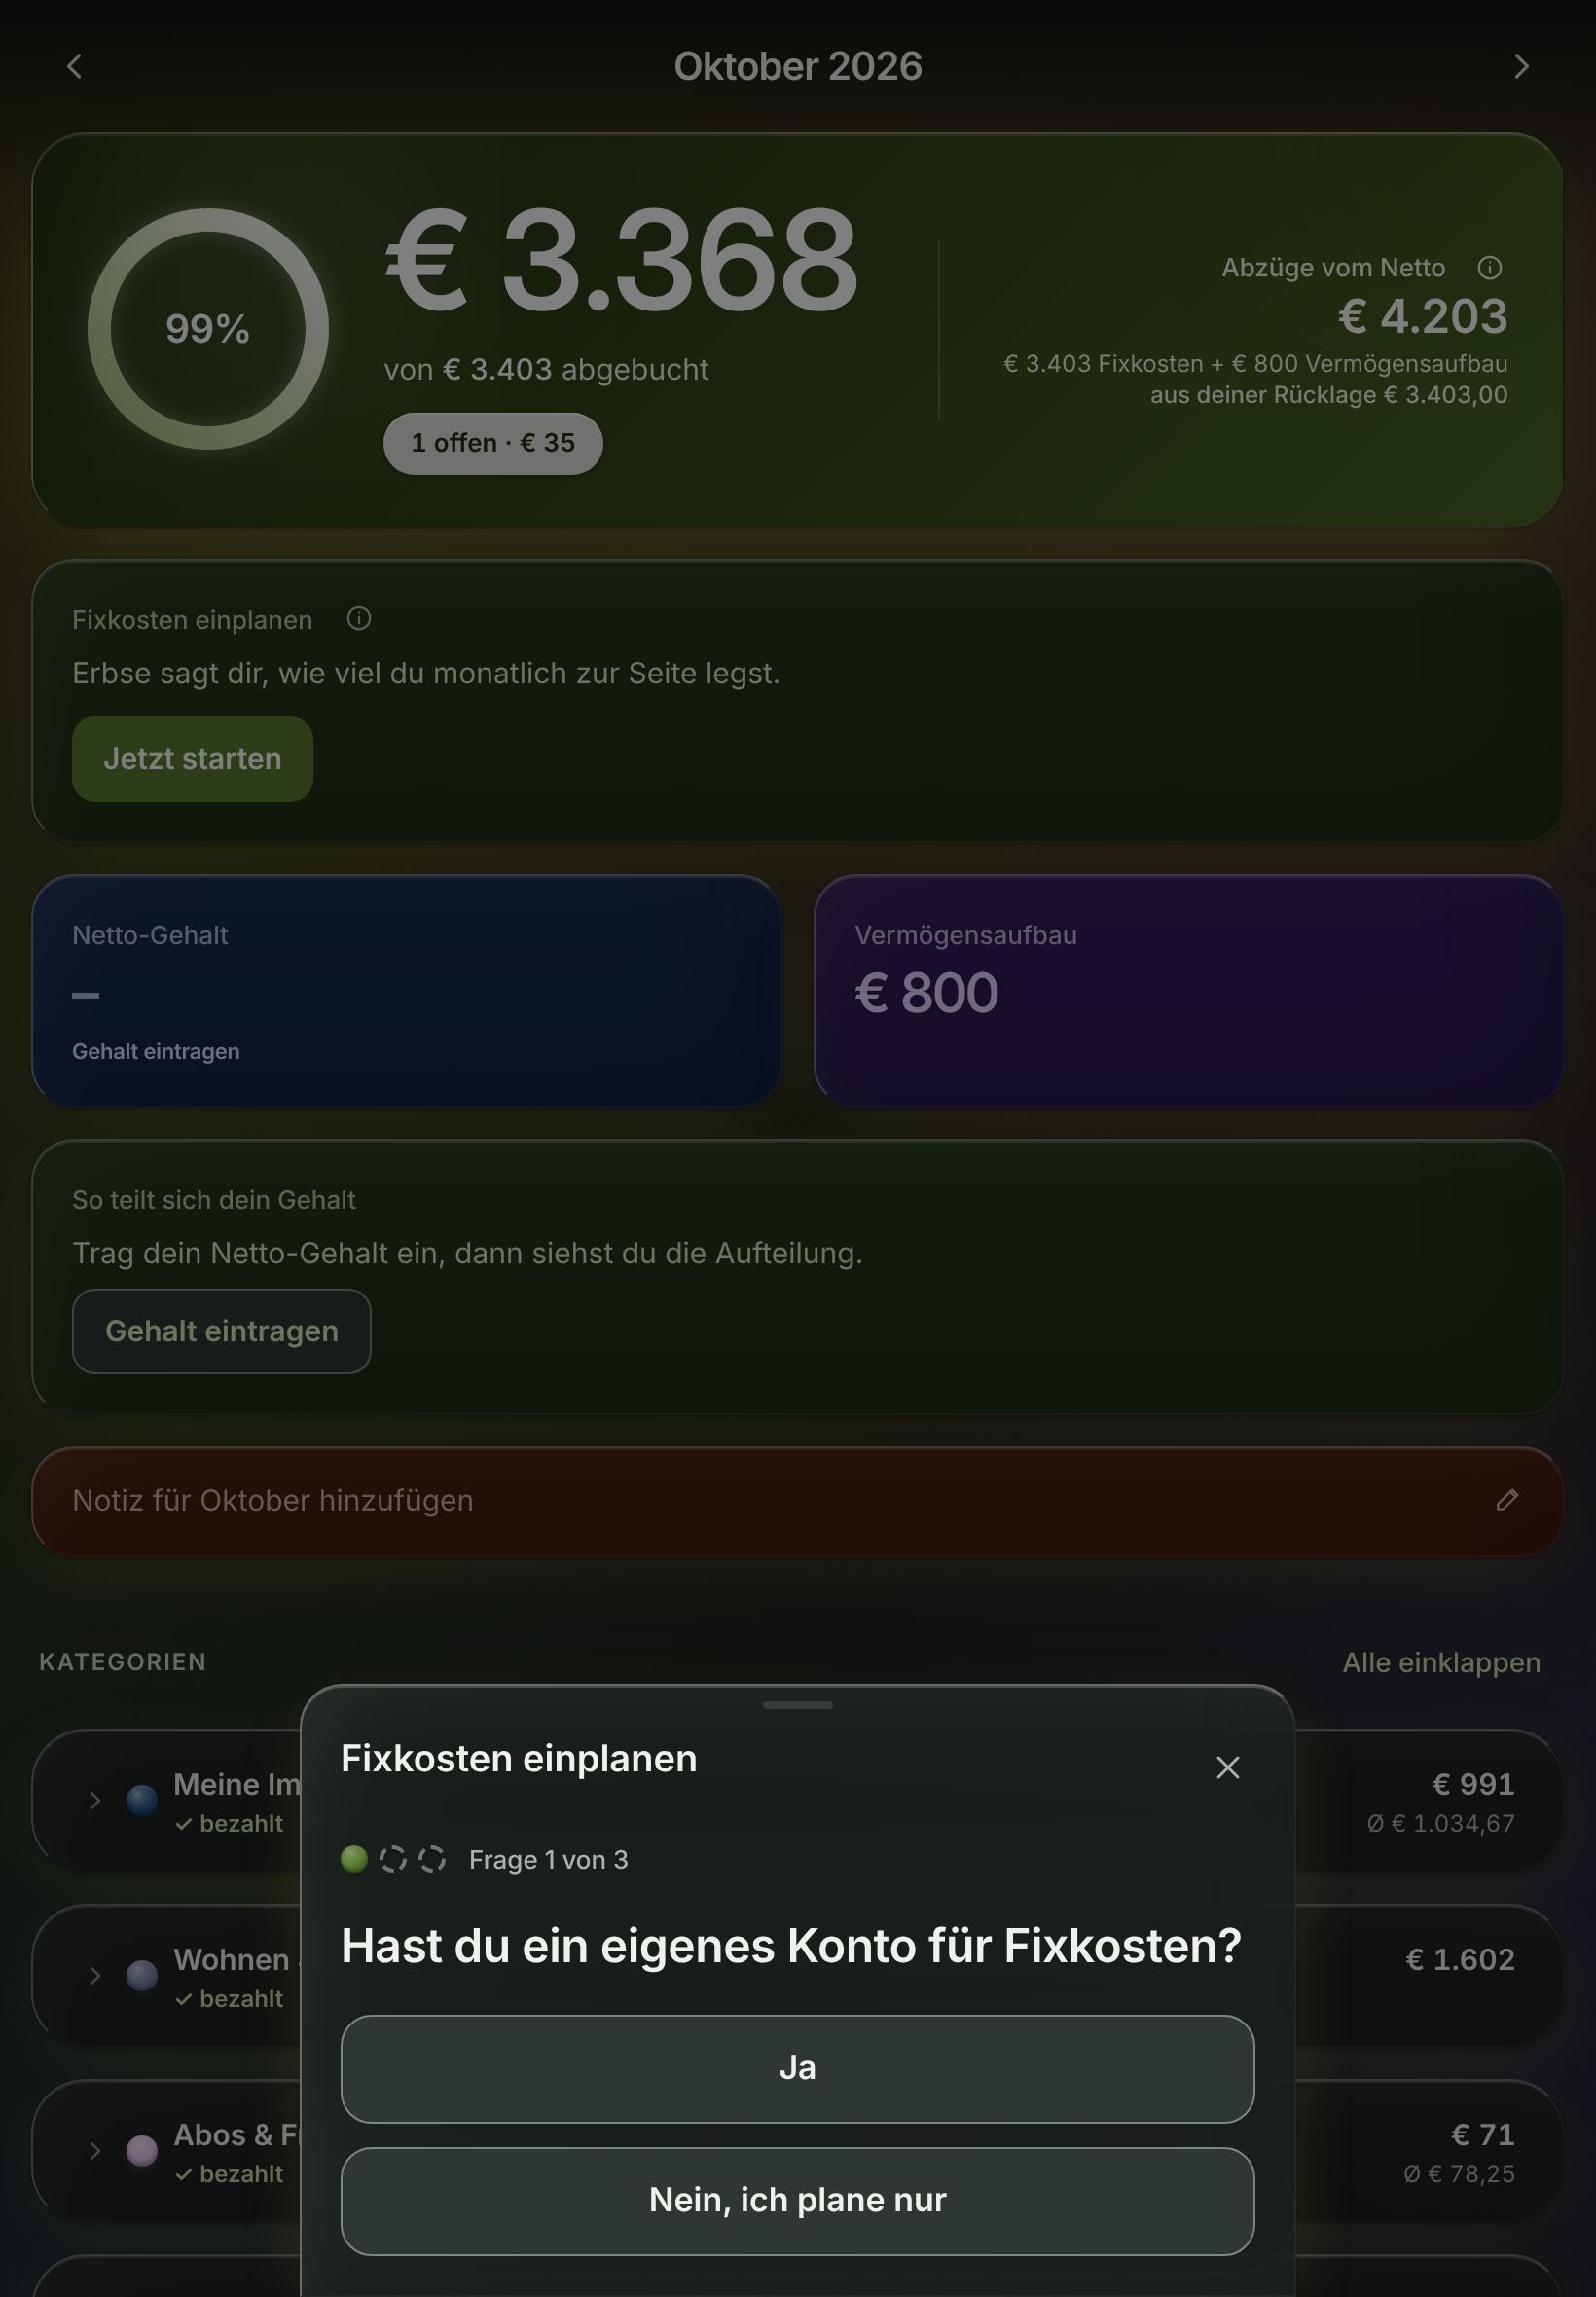 Oktober 2026
99%
€ 3.368
von € 3.403 abgebucht
1 offen · € 35
Abzüge vom Netto
€ 4.203
€ 3.403 Fixkosten + € 800 Vermögensaufbau
aus deiner Rücklage € 3.403,00
Fixkosten einplanen
Erbse sagt dir, wie viel du monatlich zur Seite legst.
Jetzt starten
Netto-Gehalt
–
Gehalt eintragen
Vermögensaufbau
€ 800
So teilt sich dein Gehalt
Trag dein Netto-Gehalt ein, dann siehst du die Aufteilung.
Gehalt eintragen
Notiz für Oktober hinzufügen
KATEGORIEN
Alle einklappen
Meine Im
✓ bezahlt
€ 991
Ø € 1.034,67
Wohnen
✓ bezahlt
€ 1.602
Abos & F
✓ bezahlt
€ 71
Ø € 78,25
Fixkosten einplanen
Frage 1 von 3
Hast du ein eigenes Konto für Fixkosten?
Ja
Nein, ich plane nur